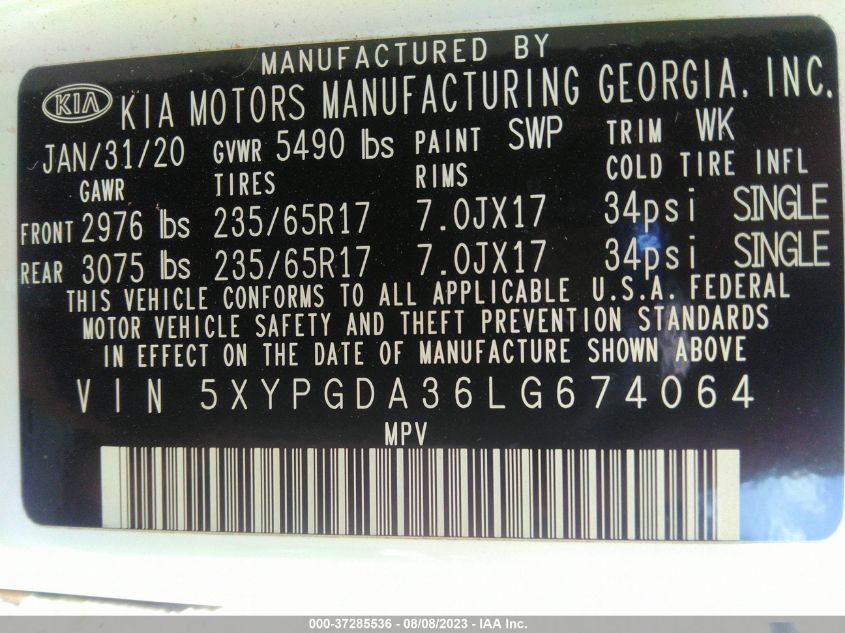 MANUFACTURED BY
KIA KIA MOTORS MANUFACTURING GEORGIA, INC.
JAN/31/20 GVWR 5490 lbs PAINT SWP TRIM WK
GAWR TIRES RIMS COLD TIRE INFL
FRONT 2976 lbs 235/65R17 7.0JX17 34psi SINGLE
REAR 3075 lbs 235/65R17 7.0JX17 34psi SINGLE
THIS VEHICLE CONFORMS TO ALL APPLICABLE U.S.A. FEDERAL
MOTOR VEHICLE SAFETY AND THEFT PREVENTION STANDARDS
IN EFFECT ON THE DATE OF MANUFACTURE SHOWN ABOVE
VIN 5XYPGDA36LG674064
MPV
000-37285536 - 08/08/2023 - IAA Inc.